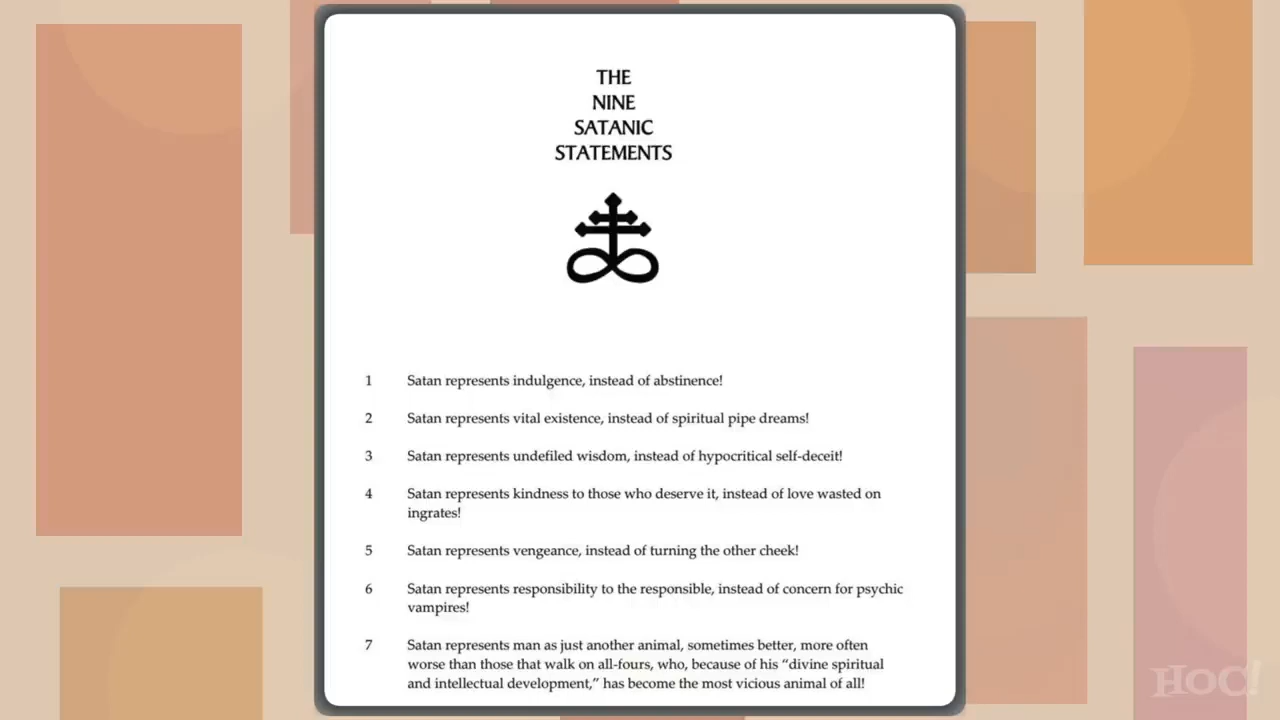 THE
NINE
SATANIC
STATEMENTS
1 Satan represents indulgence, instead of abstinence!
2 Satan represents vital existence, instead of spiritual pipe dreams!
3 Satan represents undefiled wisdom, instead of hypocritical self-deceit!
4 Satan represents kindness to those who deserve it, instead of love wasted on
ingrates!
5 Satan represents vengeance, instead of turning the other cheek!
6 Satan represents responsibility to the responsible, instead of concern for psychic
vampires!
7 Satan represents man as just another animal, sometimes better, more often
worse than those that walk on all-fours, who, because of his “divine spiritual
and intellectual development,” has become the most vicious animal of all!
HOC!